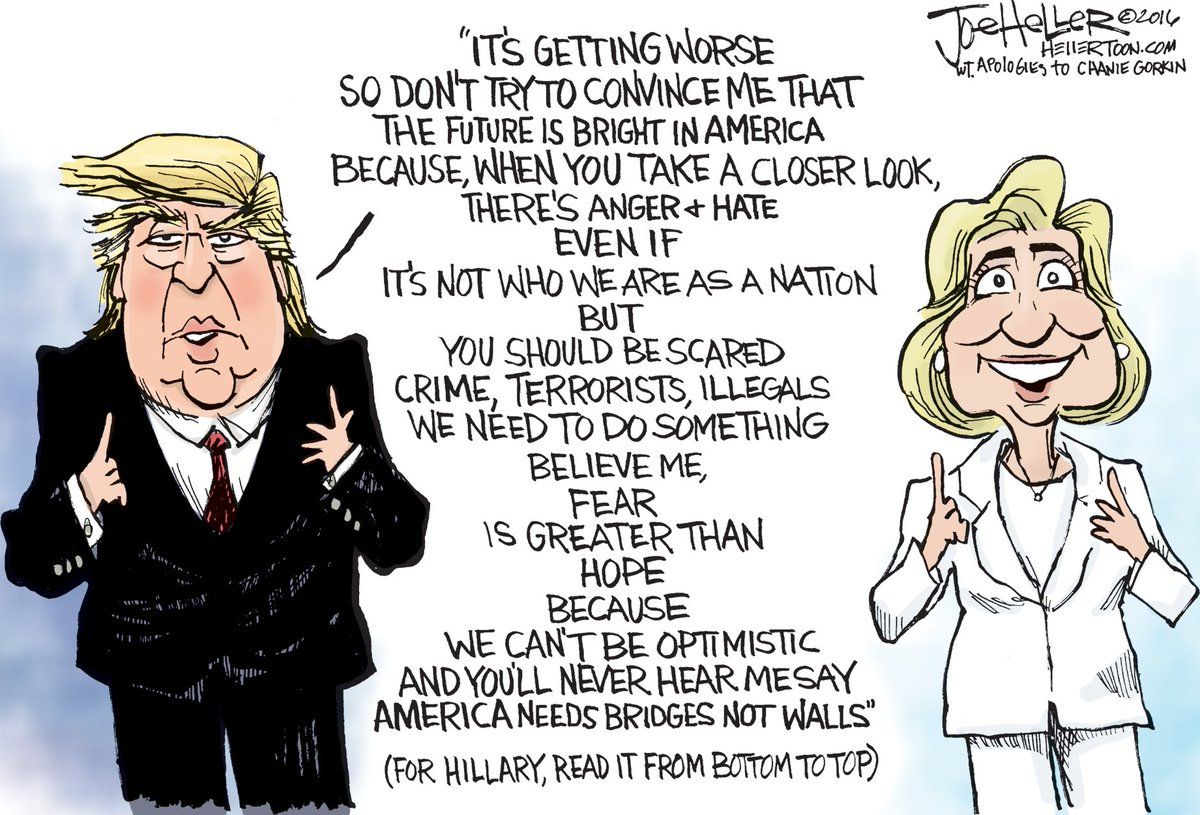 "IT'S GETTING WORSE
SO DON'T TRY TO CONVINCE ME THAT
THE FUTURE IS BRIGHT IN AMERICA
BECAUSE, WHEN YOU TAKE A CLOSER LOOK,
THERE'S ANGER & HATE
EVEN IF
IT'S NOT WHO WE ARE AS A NATION
BUT
YOU SHOULD BE SCARED
CRIME, TERRORISTS, ILLEGALS
WE NEED TO DO SOMETHING
BELIEVE ME,
FEAR
IS GREATER THAN
HOPE
BECAUSE
WE CAN'T BE OPTIMISTIC
AND YOU'LL NEVER HEAR ME SAY
AMERICA NEEDS BRIDGES NOT WALLS"
(FOR HILLARY, READ IT FROM BOTTOM TO TOP)
JOE HELLER ©2016
HELLERTOON.COM
WT. APOLOGIES TO CHANIE GORKIN